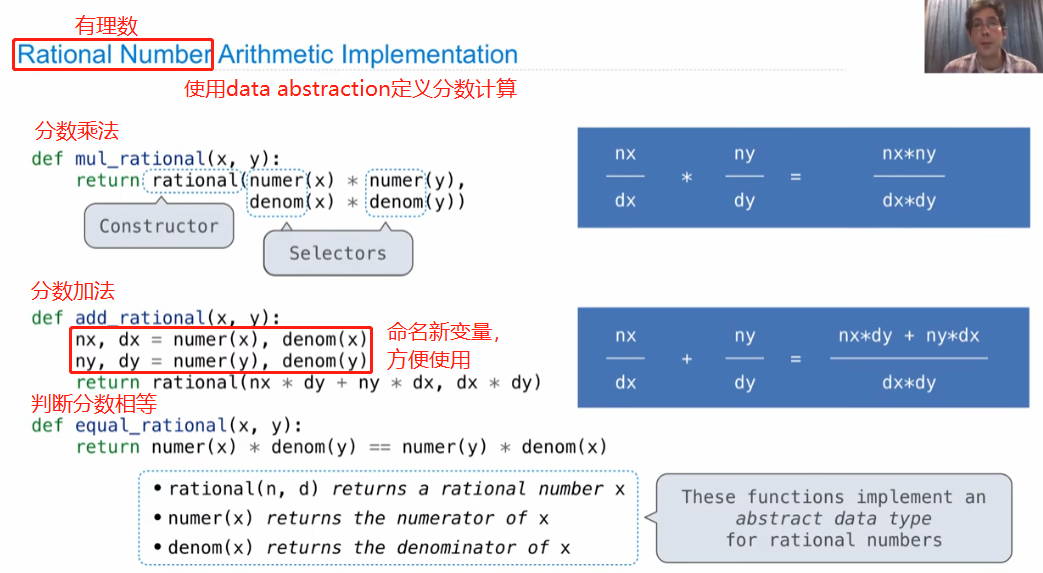 有理数
Rational Number Arithmetic Implementation
使用data abstraction定义分数计算
分数乘法
def mul_rational(x, y):
return rational(numer(x) * numer(y),
denom(x) * denom(y))
Constructor
Selectors
nx ny nx*ny
* =
dx dy dx*dy
分数加法
def add_rational(x, y):
nx, dx = numer(x), denom(x)
ny, dy = numer(y), denom(y)
return rational(nx * dy + ny * dx, dx * dy)
命名新变量,
方便使用
nx ny nx*dy + ny*dx
+ =
dx dy dx*dy
判断分数相等
def equal_rational(x, y):
return numer(x) * denom(y) == numer(y) * denom(x)
• rational(n, d) returns a rational number x
• numer(x) returns the numerator of x
• denom(x) returns the denominator of x
These functions implement an
abstract data type
for rational numbers